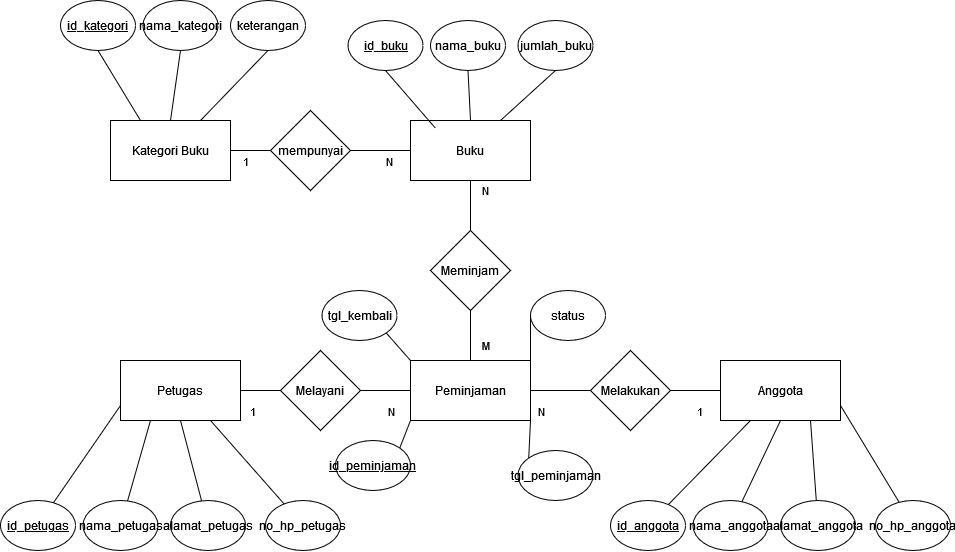 id_kategori
nama_kategori
keterangan
id_buku
nama_buku
jumlah_buku
Kategori Buku
1
mempunyai
N
Buku
N
Meminjam
tgl_kembali
status
M
Petugas
1
Melayani
N
Peminjaman
N
Melakukan
1
Anggota
id_peminjaman
tgl_peminjaman
id_petugas
nama_petugas
alamat_petugas
no_hp_petugas
id_anggota
nama_anggota
alamat_anggota
no_hp_anggota